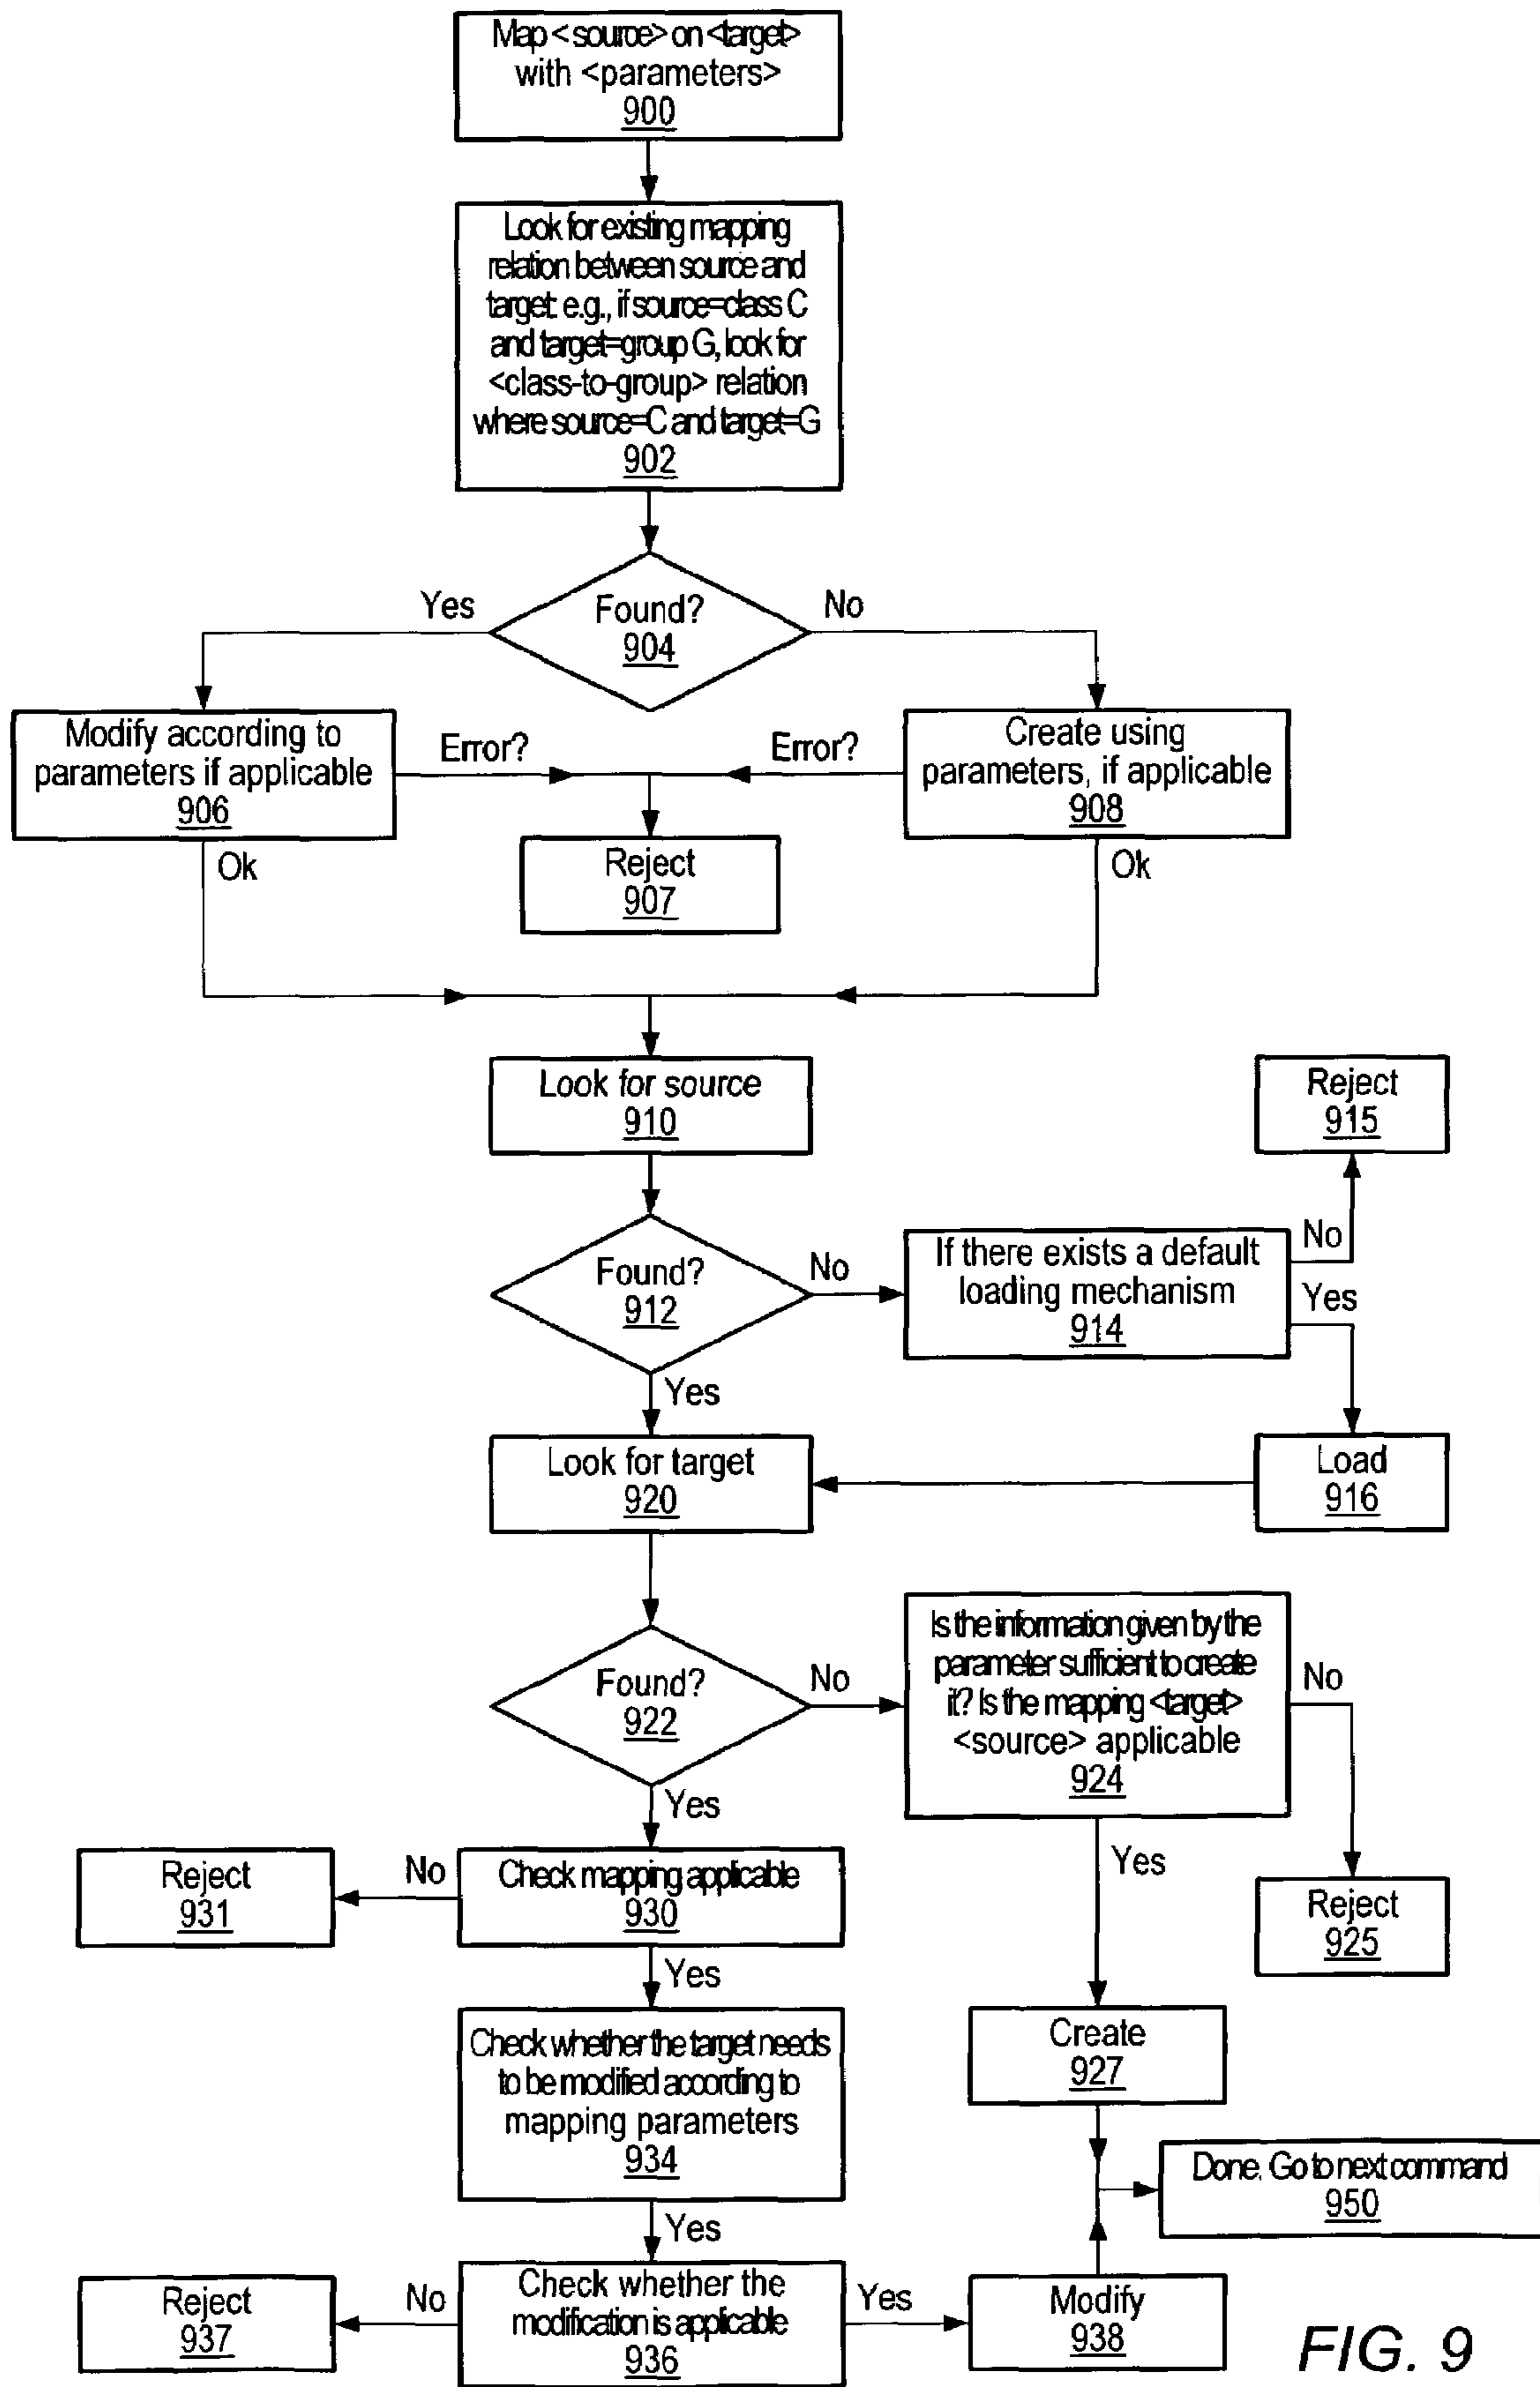 Map <source> on <target>
with <parameters>
900
Look for existing mapping
relation between source and
target: e.g., if source=class C
and target=group G, look for
<class-to-group> relation
where source=C and target=G
902
Yes
Found?
904
No
Modify according to
parameters if applicable
906
Error?
Error?
Create using
parameters, if applicable
908
Ok
Reject
907
Ok
Look for source
910
Reject
915
Found?
912
No
If there exists a default
loading mechanism
914
No
Yes
Yes
Look for target
920
Load
916
Found?
922
No
Is the information given by the
parameter sufficient to create
it? Is the mapping <target>
<source> applicable
924
No
Yes
Reject
931
No
Check mapping applicable
930
Yes
Reject
925
Yes
Check whether the target needs
to be modified according to
mapping parameters
934
Create
927
Done. Go to next command
950
Yes
Reject
937
No
Check whether the
modification is applicable
936
Yes
Modify
938
FIG. 9